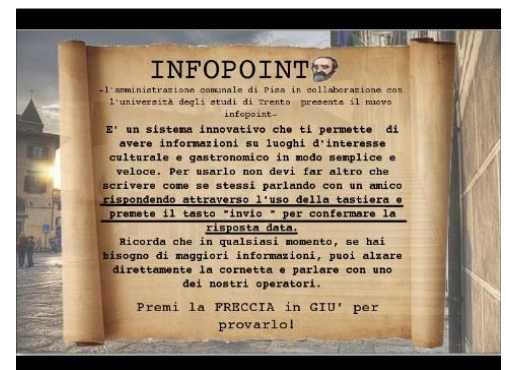 INFOPOINT
-l'amministrazione comunale di Pisa in collaborazione con
l'università degli studi di Trento presenta il nuovo
infopoint-
E' un sistema innovativo che ti permette di
avere informazioni su luoghi d'interesse
culturale e gastronomico in modo semplice e
veloce. Per usarlo non devi far altro che
scrivere come se stessi parlando con un amico
rispondendo attraverso l'uso della tastiera e
premete il tasto "invio " per confermare la
risposta data.
Ricorda che in qualsiasi momento, se hai
bisogno di maggiori informazioni, puoi alzare
direttamente la cornetta e parlare con uno
dei nostri operatori.
Premi la FRECCIA in GIU' per
provarlo!